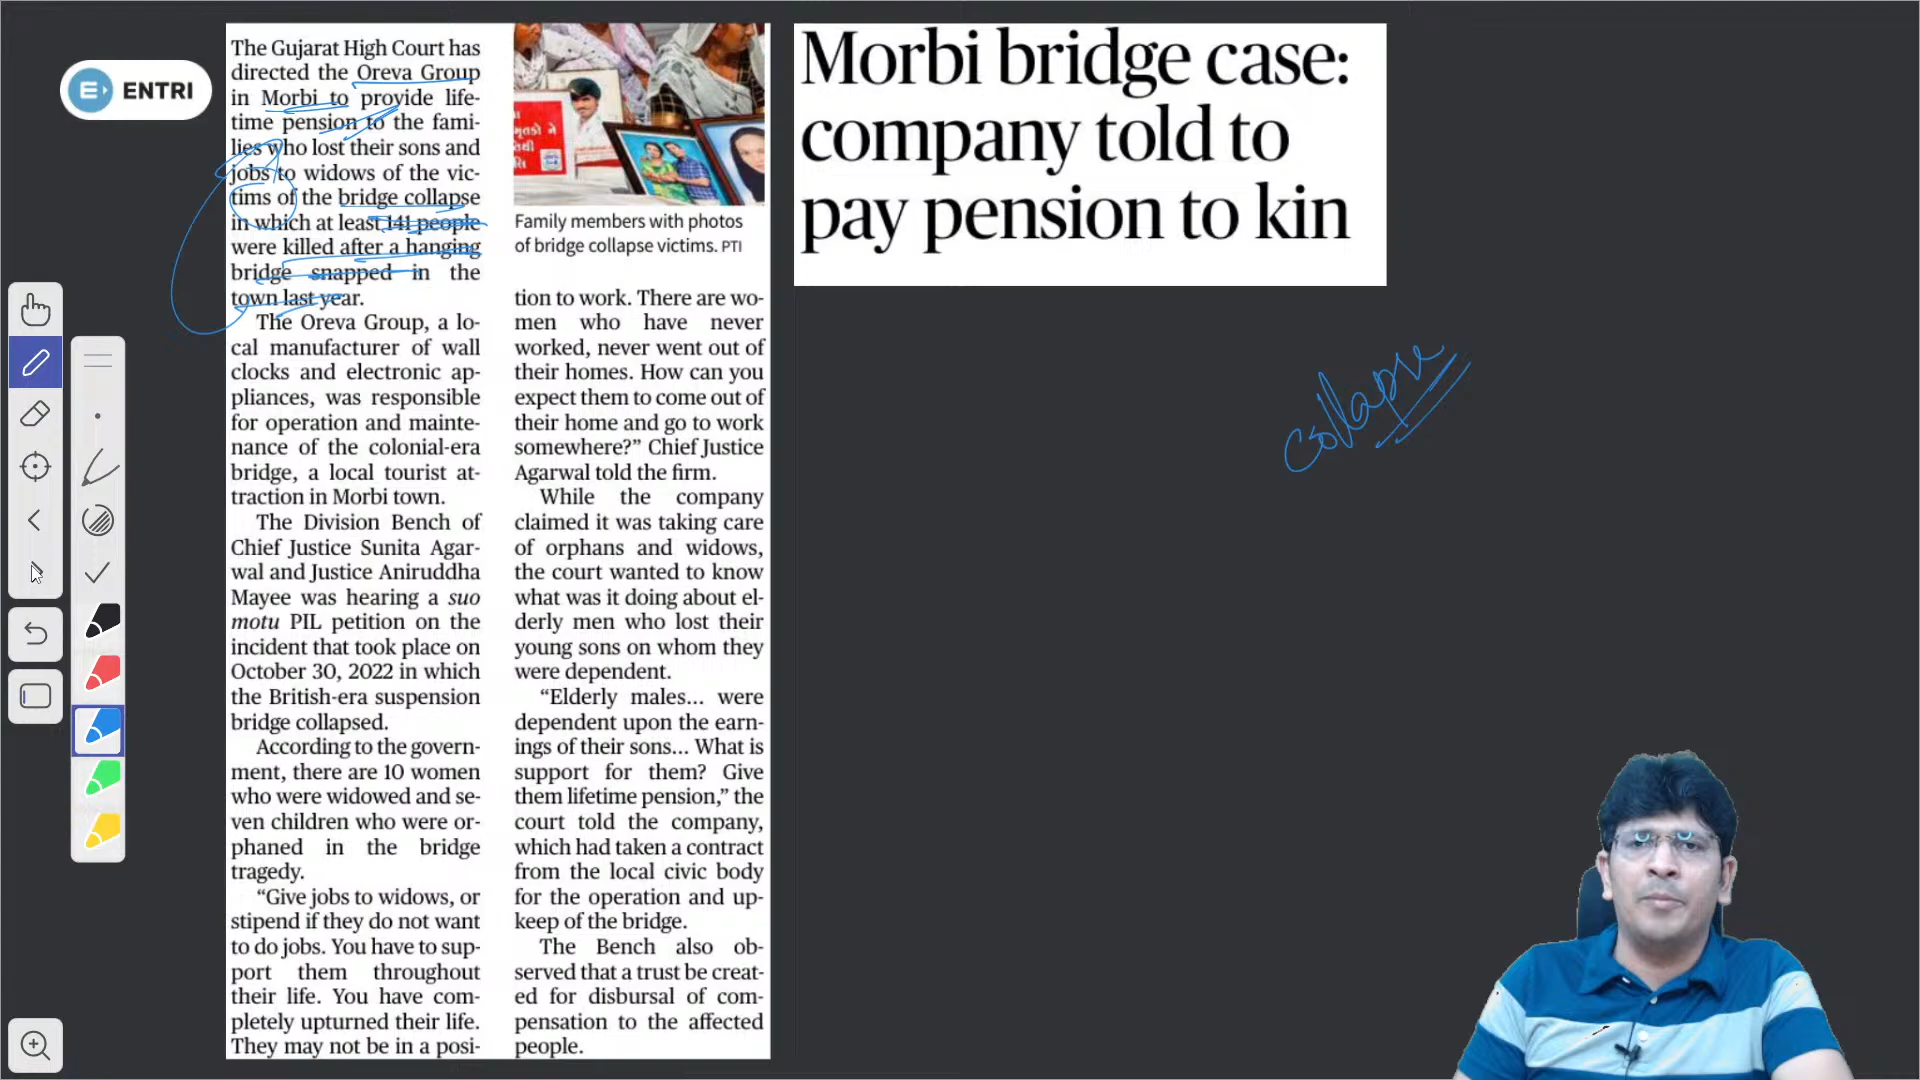 ENTRI
The Gujarat High Court has
directed the Oreva Group
in Morbi to provide life-
time pension to the fami-
lies who lost their sons and
jobs to widows of the vic-
tims of the bridge collapse
in which at least 141 people
were killed after a hanging
bridge snapped in the
town last year.
The Oreva Group, a lo-
cal manufacturer of wall
clocks and electronic ap-
pliances, was responsible
for operation and mainte-
nance of the colonial-era
bridge, a local tourist at-
traction in Morbi town.
The Division Bench of
Chief Justice Sunita Agar-
wal and Justice Aniruddha
Mayee was hearing a suo
motu PIL petition on the
incident that took place on
October 30, 2022 in which
the British-era suspension
bridge collapsed.
According to the govern-
ment, there are 10 women
who were widowed and se-
ven children who were or-
phaned in the bridge
tragedy.
“Give jobs to widows, or
stipend if they do not want
to do jobs. You have to sup-
port them throughout
their life. You have com-
pletely upturned their life.
They may not be in a posi-
Family members with photos
of bridge collapse victims. PTI
tion to work. There are wo-
men who have never
worked, never went out of
their homes. How can you
expect them to come out of
their home and go to work
somewhere?” Chief Justice
Agarwal told the firm.
While the company
claimed it was taking care
of orphans and widows,
the court wanted to know
what was it doing about el-
derly men who lost their
young sons on whom they
were dependent.
“Elderly males... were
dependent upon the earn-
ings of their sons... What is
support for them? Give
them lifetime pension,” the
court told the company,
which had taken a contract
from the local civic body
for the operation and up-
keep of the bridge.
The Bench also ob-
served that a trust be creat-
ed for disbursal of com-
pensation to the affected
people.
Morbi bridge case:
company told to
pay pension to kin
collapse